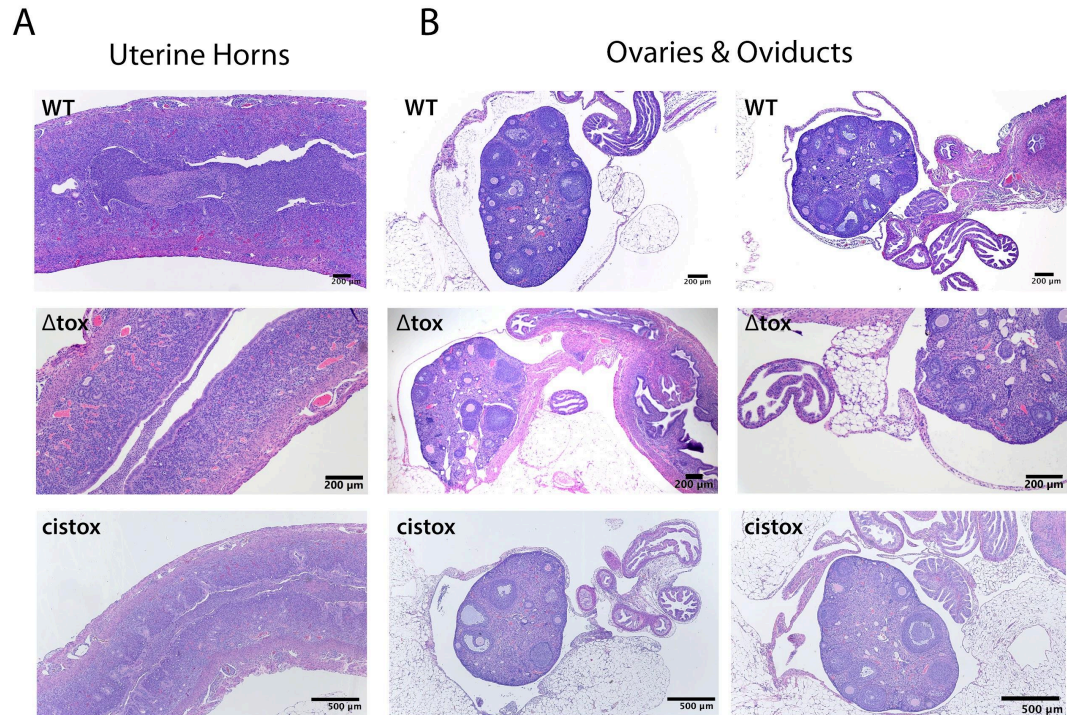 A
B
Uterine Horns
Ovaries & Oviducts
WT
200 µm
WT
200 µm
WT
200 µm
Δtox
200 µm
Δtox
200 µm
Δtox
200 µm
cistox
500 µm
cistox
500 µm
cistox
500 µm